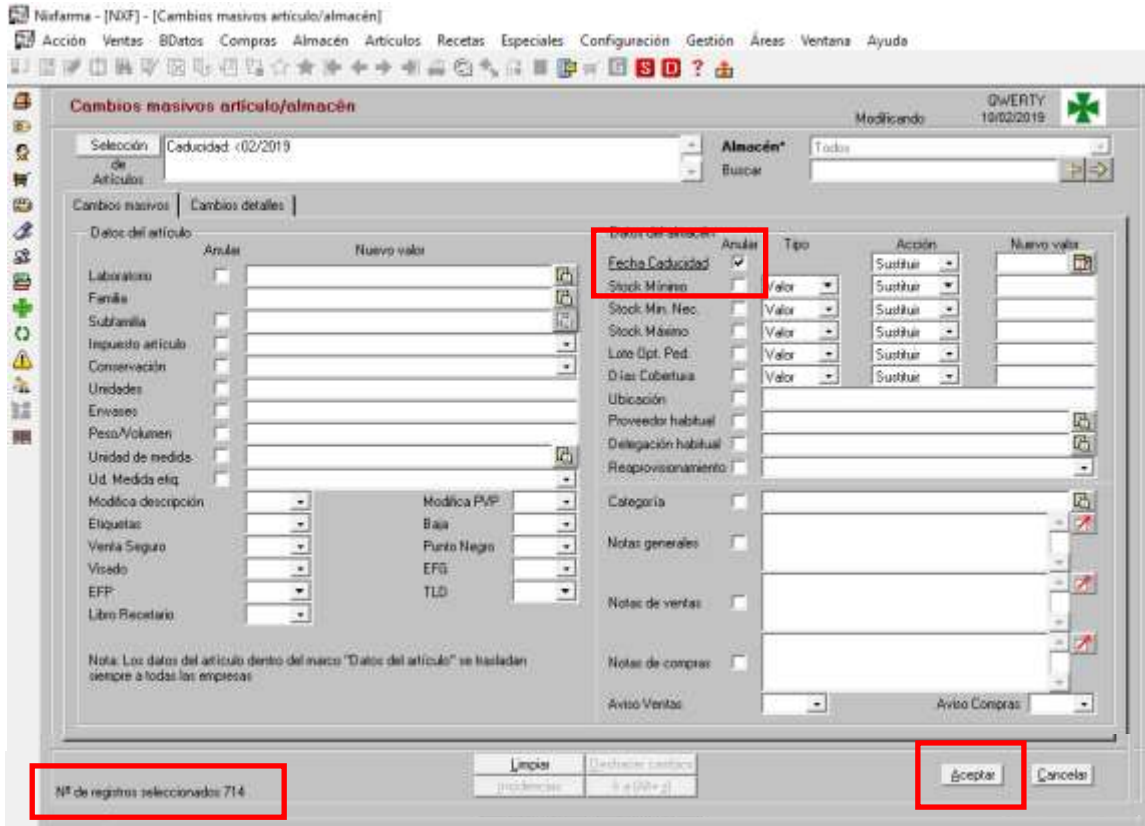 Nixfarma - [NXF] - [Cambios masivos artículo/almacén]
Acción Ventas BDatos Compras Almacén Artículos Recetas Especiales Configuración Gestión Áreas Ventana Ayuda
S D ?
Cambios masivos artículo/almacén
Modificando
QWERTY
10/02/2019
Selección de Artículos
Caducidad: <02/2019
Almacén* Todos
Buscar
Cambios masivos Cambios detalles
Datos del artículo
Anular Nuevo valor
Laboratorio
Familia
Subfamilia
Impuesto artículo
Conservación
Unidades
Envases
Peso/Volumen
Unidad de medida
Ud. Medida etiq.
Modifica descripción Modifica PVP
Etiquetas Baja
Venta Seguro Punto Negro
Visado EFG
EFP TLD
Libro Recetario
Nota: Los datos del artículo dentro del marco "Datos del artículo" se trasladan
siempre a todas las empresas
Datos del almacén
Anular Tipo Acción Nuevo valor
Fecha Caducidad Sustituir
Stock Mínimo Valor Sustituir
Stock Min. Nec. Valor Sustituir
Stock Máximo Valor Sustituir
Lote Opt. Ped. Valor Sustituir
Días Cobertura Valor Sustituir
Ubicación
Proveedor habitual
Delegación habitual
Reaprovisionamiento
Categoría
Notas generales
Notas de ventas
Notas de compras
Aviso Ventas Aviso Compras
Limpiar Deshacer cambios
Incidencias
Aceptar Cancelar
Nº de registros seleccionados 714